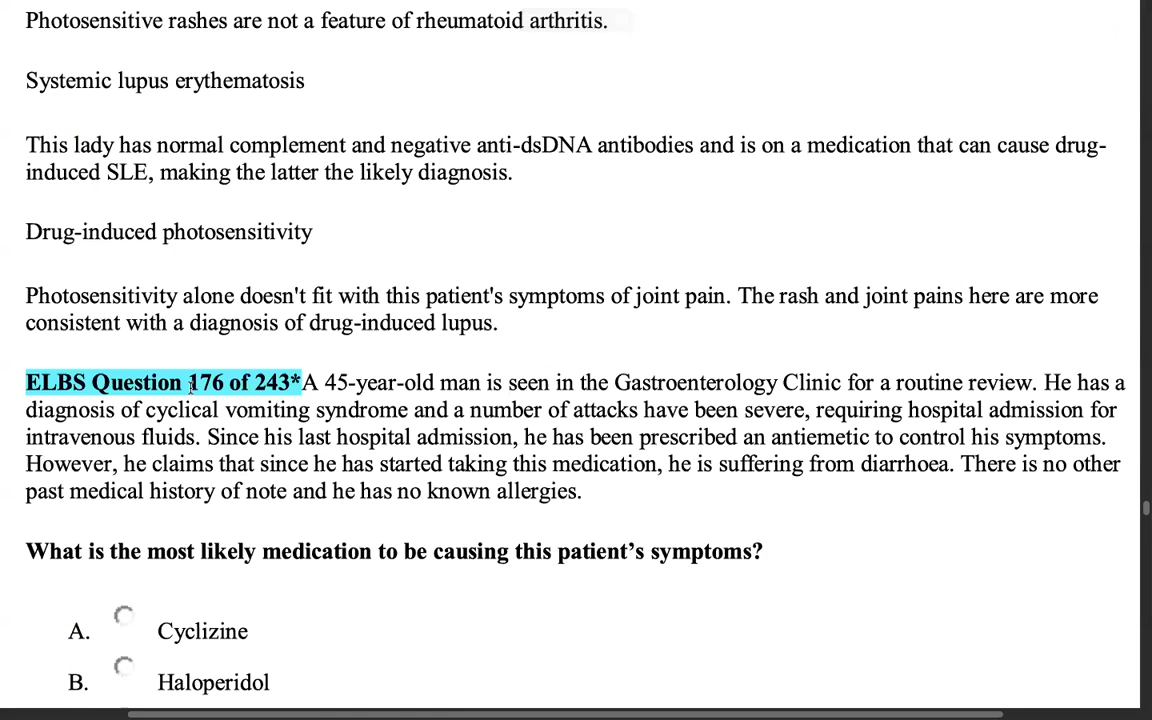 Photosensitive rashes are not a feature of rheumatoid arthritis.
Systemic lupus erythematosis
This lady has normal complement and negative anti-dsDNA antibodies and is on a medication that can cause drug-
induced SLE, making the latter the likely diagnosis.
Drug-induced photosensitivity
Photosensitivity alone doesn't fit with this patient's symptoms of joint pain. The rash and joint pains here are more
consistent with a diagnosis of drug-induced lupus.
ELBS Question 176 of 243*A 45-year-old man is seen in the Gastroenterology Clinic for a routine review. He has a
diagnosis of cyclical vomiting syndrome and a number of attacks have been severe, requiring hospital admission for
intravenous fluids. Since his last hospital admission, he has been prescribed an antiemetic to control his symptoms.
However, he claims that since he has started taking this medication, he is suffering from diarrhoea. There is no other
past medical history of note and he has no known allergies.
What is the most likely medication to be causing this patient’s symptoms?
A. Cyclizine
B. Haloperidol